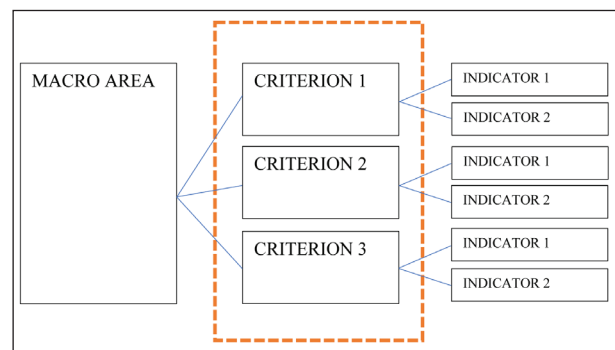 MACRO AREA
CRITERION 1
INDICATOR 1
INDICATOR 2
CRITERION 2
INDICATOR 1
INDICATOR 2
CRITERION 3
INDICATOR 1
INDICATOR 2